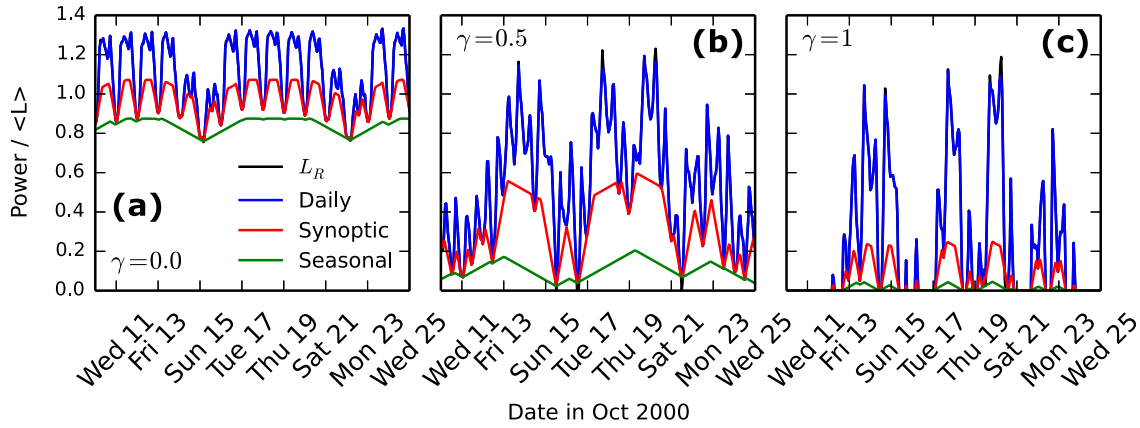 1.4
1.2
1.0
0.8
0.6
0.4
0.2
0.0
Power / <L>
L_R
Daily
Synoptic
Seasonal
(a)
γ=0.0
γ=0.5
(b)
γ=1
(c)
Wed 11
Fri 13
Sun 15
Tue 17
Thu 19
Sat 21
Mon 23
Wed 25
Wed 11
Fri 13
Sun 15
Tue 17
Thu 19
Sat 21
Mon 23
Wed 25
Wed 11
Fri 13
Sun 15
Tue 17
Thu 19
Sat 21
Mon 23
Wed 25
Date in Oct 2000